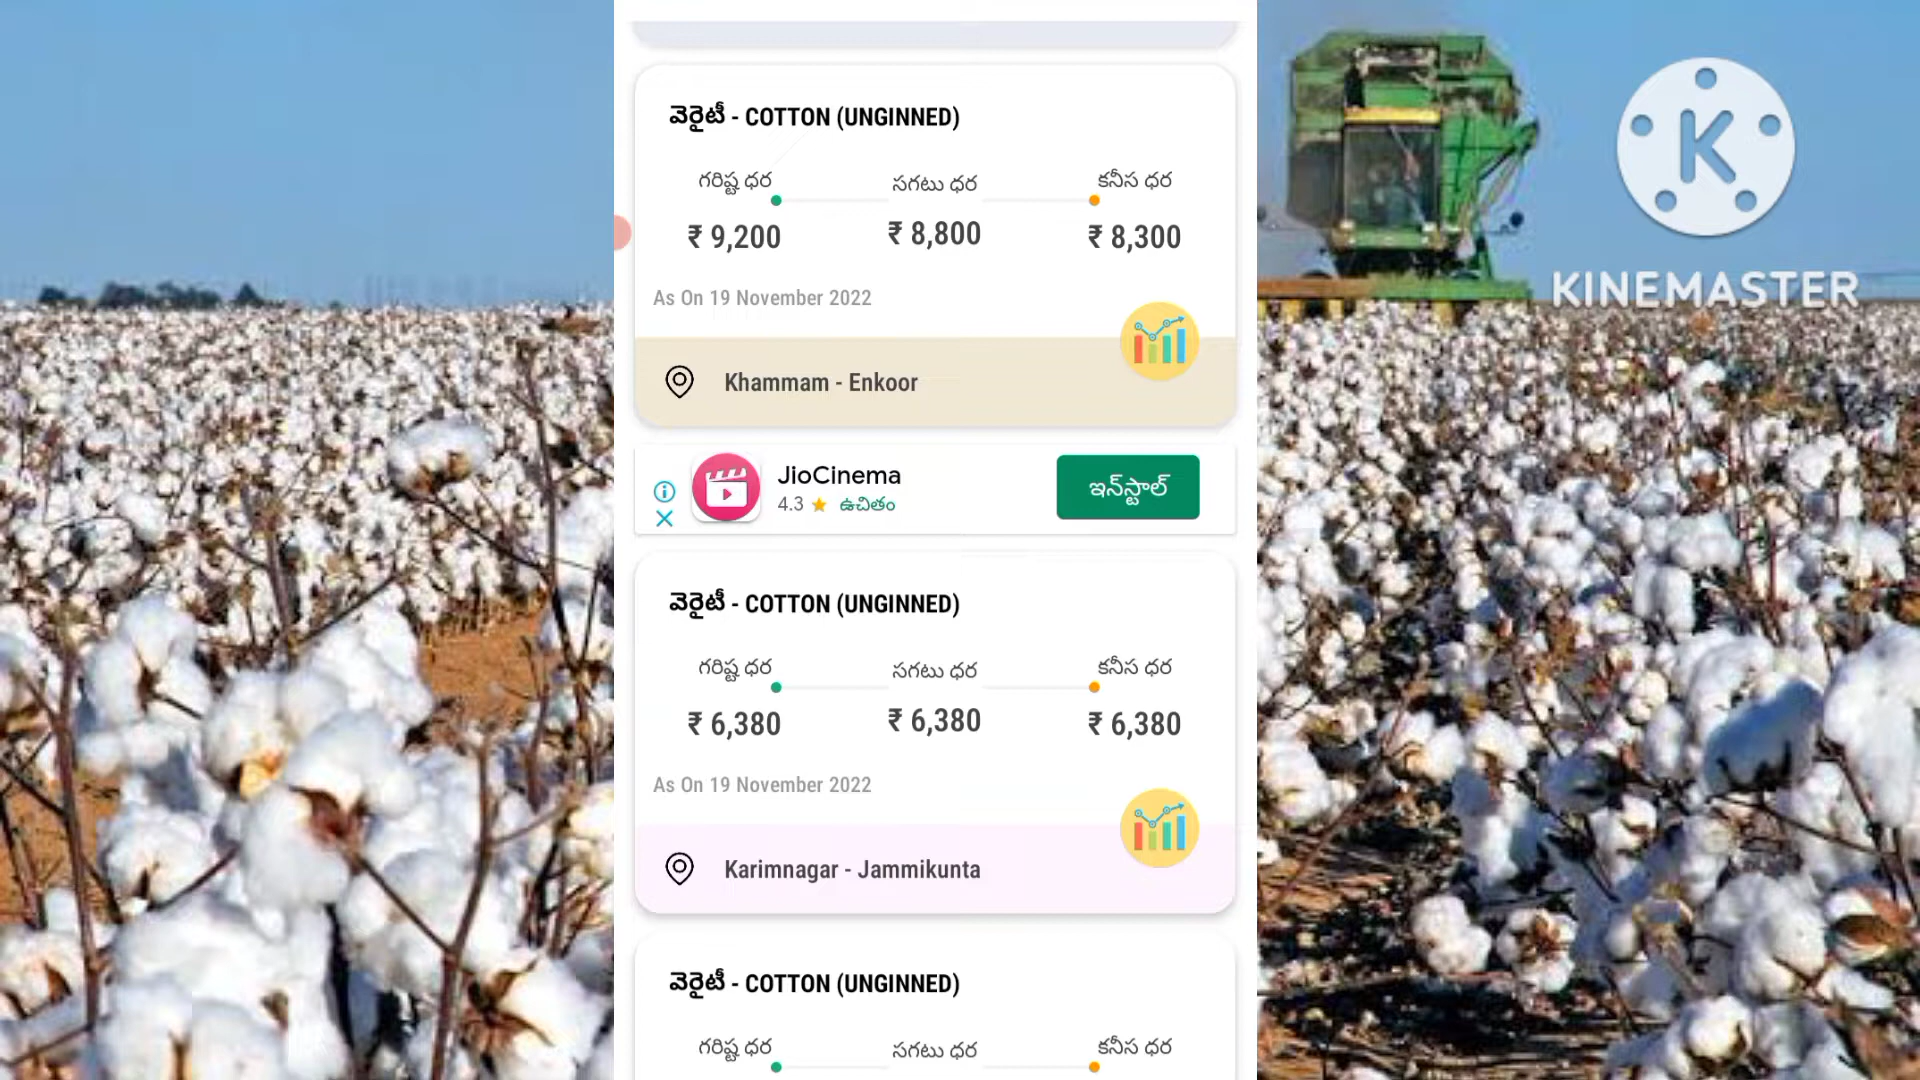 వెరైటీ - COTTON (UNGINNED)
గరిష్ట ధర సగటు ధర కనీస ధర
₹ 9,200 ₹ 8,800 ₹ 8,300
As On 19 November 2022
Khammam - Enkoor
JioCinema
4.3 ★ ఉచితం
ఇన్‌స్టాల్
వెరైటీ - COTTON (UNGINNED)
గరిష్ట ధర సగటు ధర కనీస ధర
₹ 6,380 ₹ 6,380 ₹ 6,380
As On 19 November 2022
Karimnagar - Jammikunta
వెరైటీ - COTTON (UNGINNED)
గరిష్ట ధర సగటు ధర కనీస ధర
K
KINEMASTER